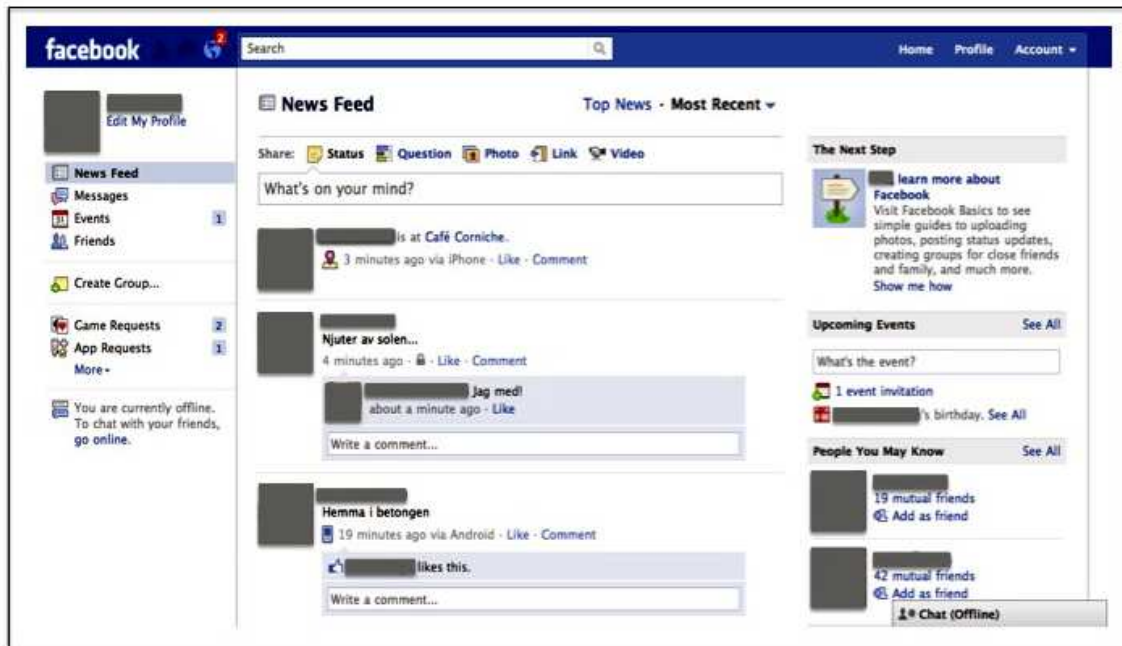 facebook 2 Search Home Profile Account
Edit My Profile
News Feed
Messages
Events 1
Friends
Create Group...
Game Requests 2
App Requests 1
More
You are currently offline.
To chat with your friends,
go online.
News Feed Top News · Most Recent
Share: Status Question Photo Link Video
What's on your mind?
is at Café Corniche.
3 minutes ago via iPhone · Like · Comment
Njuter av solen...
4 minutes ago · Like · Comment
Jag med!
about a minute ago · Like
Write a comment...
Hemma i betongen
19 minutes ago via Android · Like · Comment
likes this.
Write a comment...
The Next Step
learn more about
Facebook
Visit Facebook Basics to see
simple guides to uploading
photos, posting status updates,
creating groups for close friends
and family, and much more.
Show me how
Upcoming Events See All
What's the event?
31
1 event invitation
's birthday. See All
People You May Know See All
19 mutual friends
Add as friend
42 mutual friends
Add as friend
Chat (Offline)